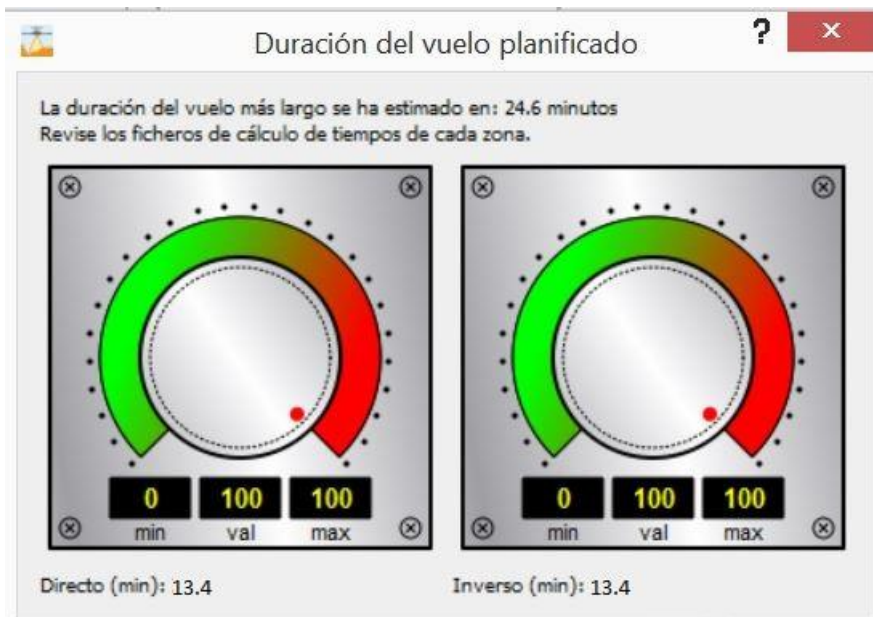 Duración del vuelo planificado
?
La duración del vuelo más largo se ha estimado en: 24.6 minutos
Revise los ficheros de cálculo de tiempos de cada zona.
0 100 100
min val max
0 100 100
min val max
Directo (min): 13.4
Inverso (min): 13.4